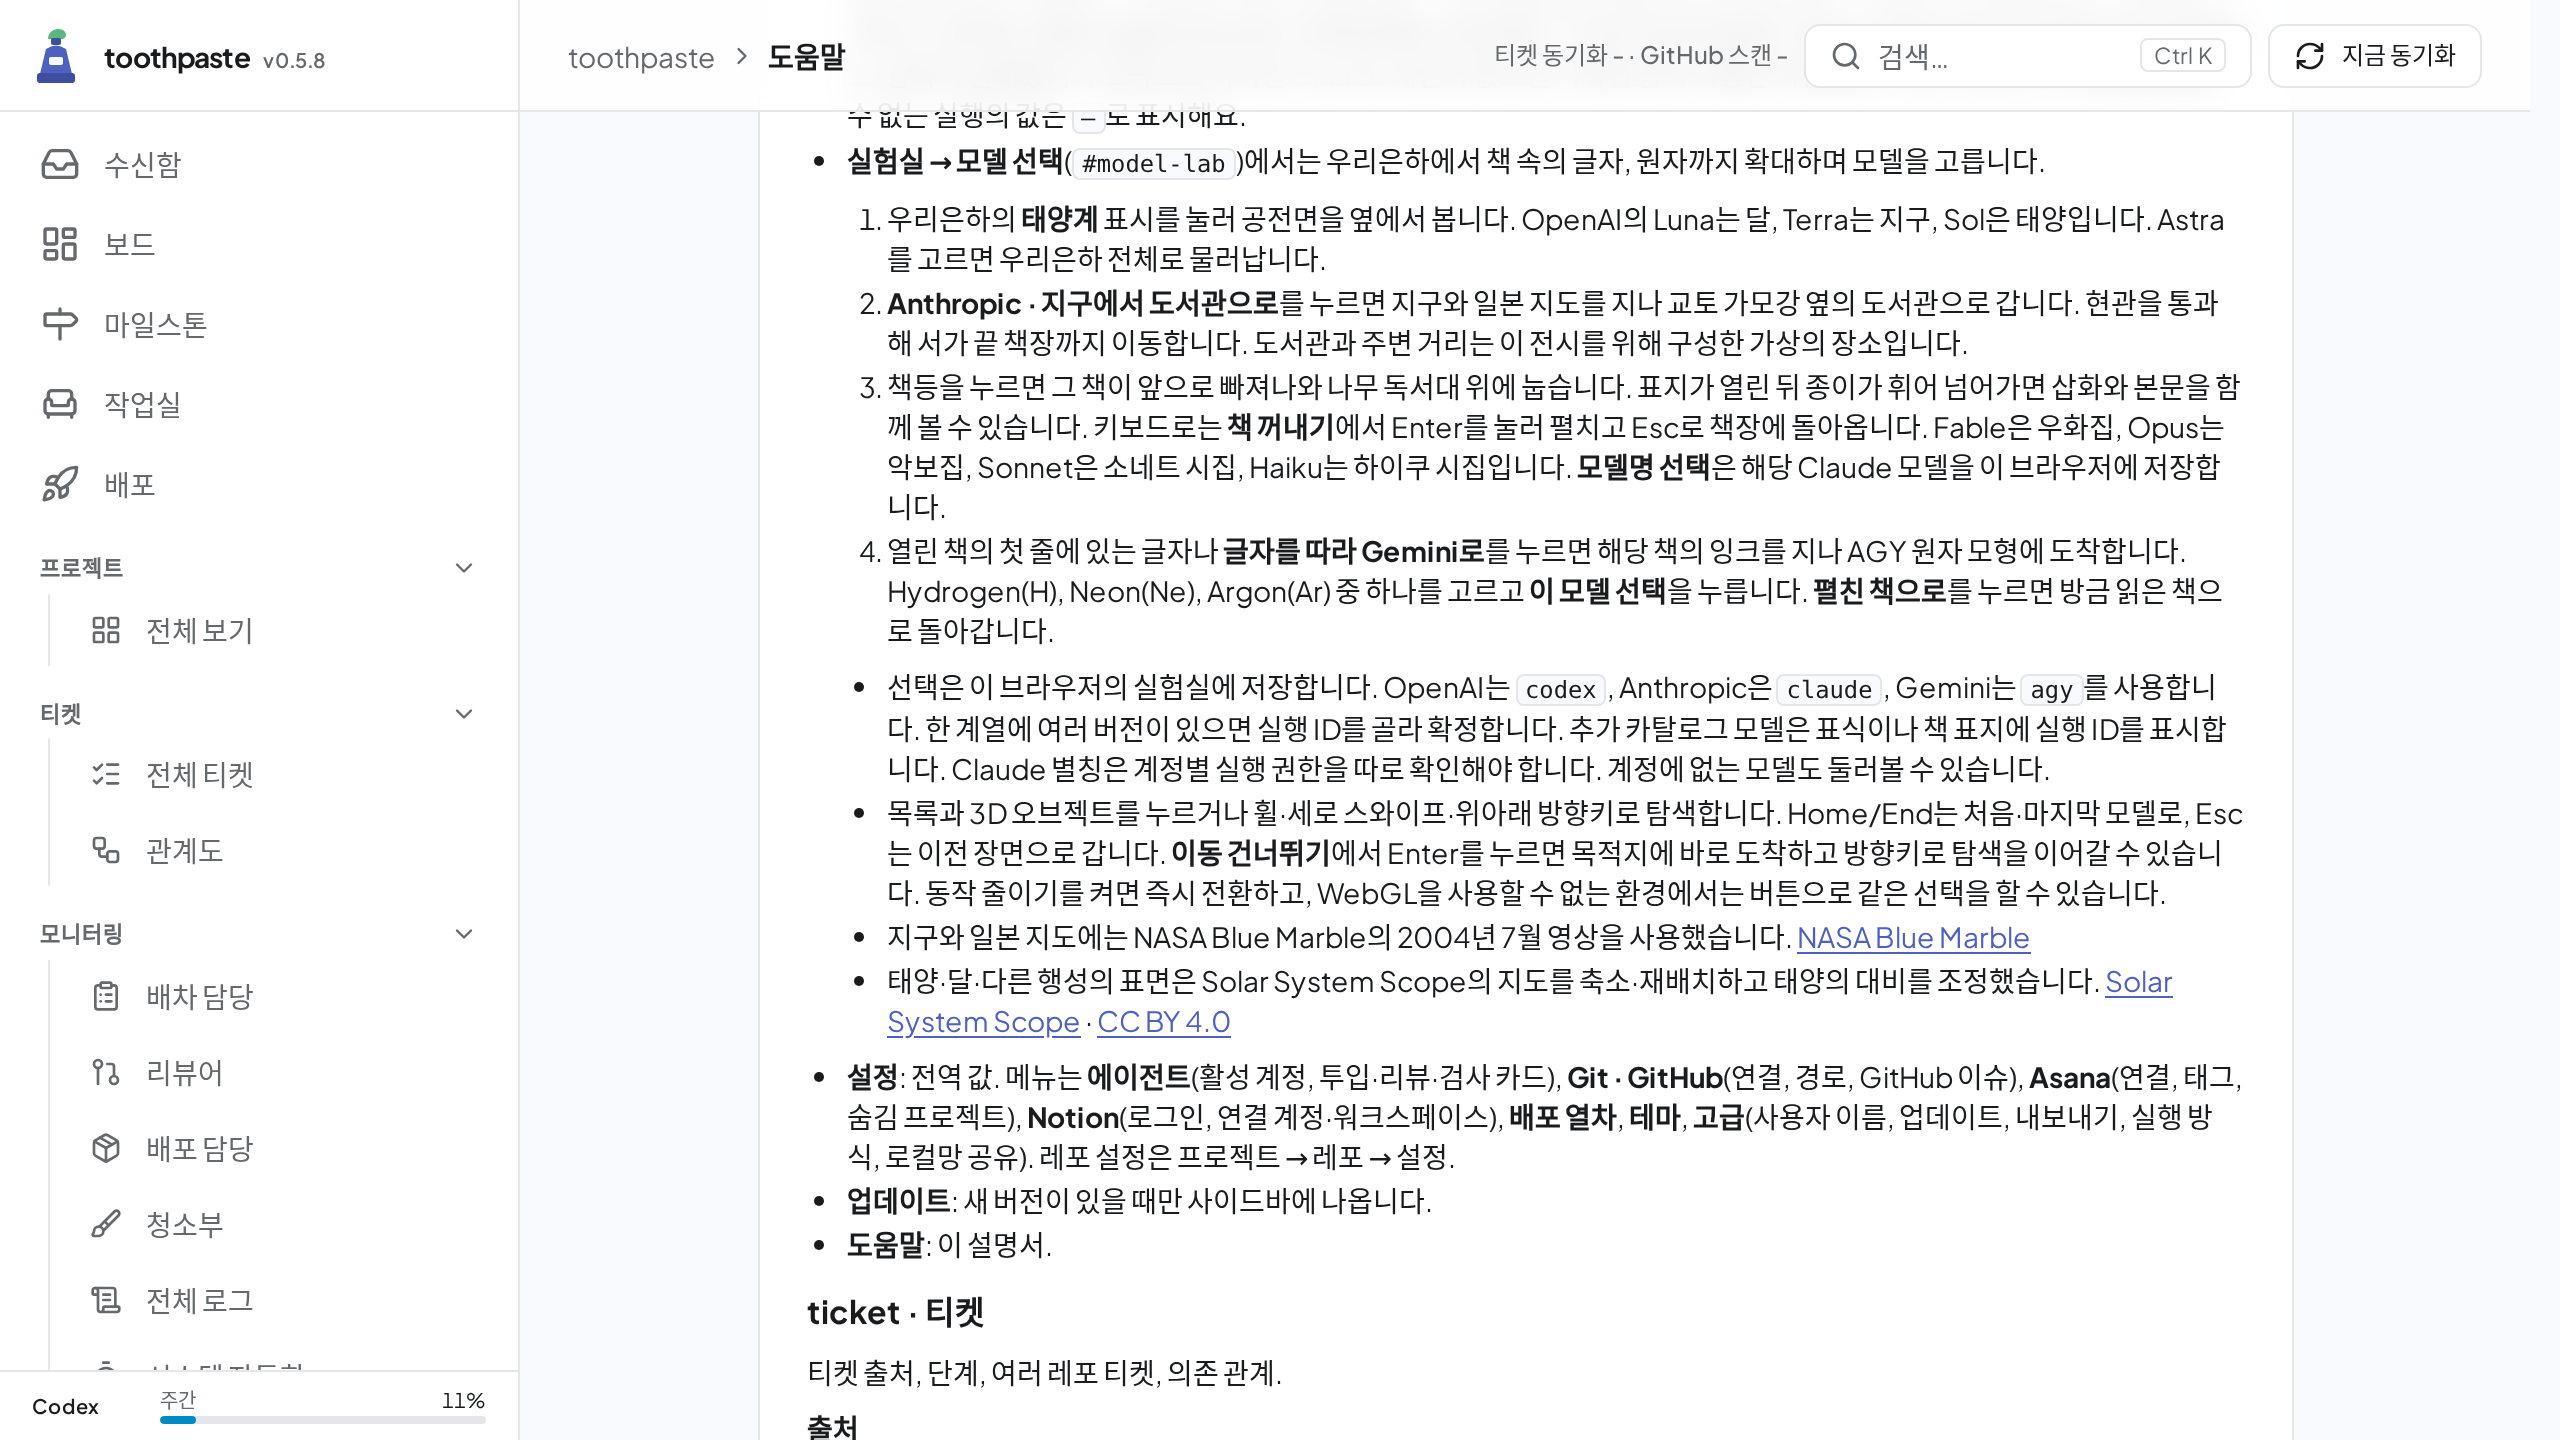 toothpaste v0.5.8
toothpaste > 도움말
티켓 동기화 - · GitHub 스캔 -
검색...
Ctrl K
지금 동기화
수신함
보드
마일스톤
작업실
배포
프로젝트
전체 보기
티켓
전체 티켓
관계도
모니터링
배차 담당
리뷰어
배포 담당
청소부
전체 로그
Codex
주간
11%
수 없는 실행의 값은 —로 표시해요.
실험실 → 모델 선택(#model-lab)에서는 우리은하에서 책 속의 글자, 원자까지 확대하며 모델을 고릅니다.
1. 우리은하의 태양계 표시를 눌러 공전면을 옆에서 봅니다. OpenAI의 Luna는 달, Terra는 지구, Sol은 태양입니다. Astra
를 고르면 우리은하 전체로 물러납니다.
2. Anthropic · 지구에서 도서관으로를 누르면 지구와 일본 지도를 지나 교토 가모강 옆의 도서관으로 갑니다. 현관을 통과
해 서가 끝 책장까지 이동합니다. 도서관과 주변 거리는 이 전시를 위해 구성한 가상의 장소입니다.
3. 책등을 누르면 그 책이 앞으로 빠져나와 나무 독서대 위에 눕습니다. 표지가 열린 뒤 종이가 휘어 넘어가면 삽화와 본문을 함
께 볼 수 있습니다. 키보드로는 책 꺼내기에서 Enter를 눌러 펼치고 Esc로 책장에 돌아옵니다. Fable은 우화집, Opus는
악보집, Sonnet은 소네트 시집, Haiku는 하이쿠 시집입니다. 모델명 선택은 해당 Claude 모델을 이 브라우저에 저장합
니다.
4. 열린 책의 첫 줄에 있는 글자나 글자를 따라 Gemini로를 누르면 해당 책의 잉크를 지나 AGY 원자 모형에 도착합니다.
Hydrogen(H), Neon(Ne), Argon(Ar) 중 하나를 고르고 이 모델 선택을 누릅니다. 펼친 책으로를 누르면 방금 읽은 책으
로 돌아갑니다.
선택은 이 브라우저의 실험실에 저장합니다. OpenAI는 codex, Anthropic은 claude, Gemini는 agy를 사용합니
다. 한 계열에 여러 버전이 있으면 실행 ID를 골라 확정합니다. 추가 카탈로그 모델은 표식이나 책 표지에 실행 ID를 표시합
니다. Claude 별칭은 계정별 실행 권한을 따로 확인해야 합니다. 계정에 없는 모델도 둘러볼 수 있습니다.
목록과 3D 오브젝트를 누르거나 휠·세로 스와이프·위아래 방향키로 탐색합니다. Home/End는 처음·마지막 모델로, Esc
는 이전 장면으로 갑니다. 이동 건너뛰기에서 Enter를 누르면 목적지에 바로 도착하고 방향키로 탐색을 이어갈 수 있습니
다. 동작 줄이기를 켜면 즉시 전환하고, WebGL을 사용할 수 없는 환경에서는 버튼으로 같은 선택을 할 수 있습니다.
지구와 일본 지도에는 NASA Blue Marble의 2004년 7월 영상을 사용했습니다. NASA Blue Marble
태양·달·다른 행성의 표면은 Solar System Scope의 지도를 축소·재배치하고 태양의 대비를 조정했습니다. Solar
System Scope · CC BY 4.0
설정: 전역 값. 메뉴는 에이전트(활성 계정, 투입·리뷰·검사 카드), Git · GitHub(연결, 경로, GitHub 이슈), Asana(연결, 태그,
숨김 프로젝트), Notion(로그인, 연결 계정·워크스페이스), 배포 열차, 테마, 고급(사용자 이름, 업데이트, 내보내기, 실행 방
식, 로컬망 공유). 레포 설정은 프로젝트 → 레포 → 설정.
업데이트: 새 버전이 있을 때만 사이드바에 나옵니다.
도움말: 이 설명서.
ticket · 티켓
티켓 출처, 단계, 여러 레포 티켓, 의존 관계.
출처